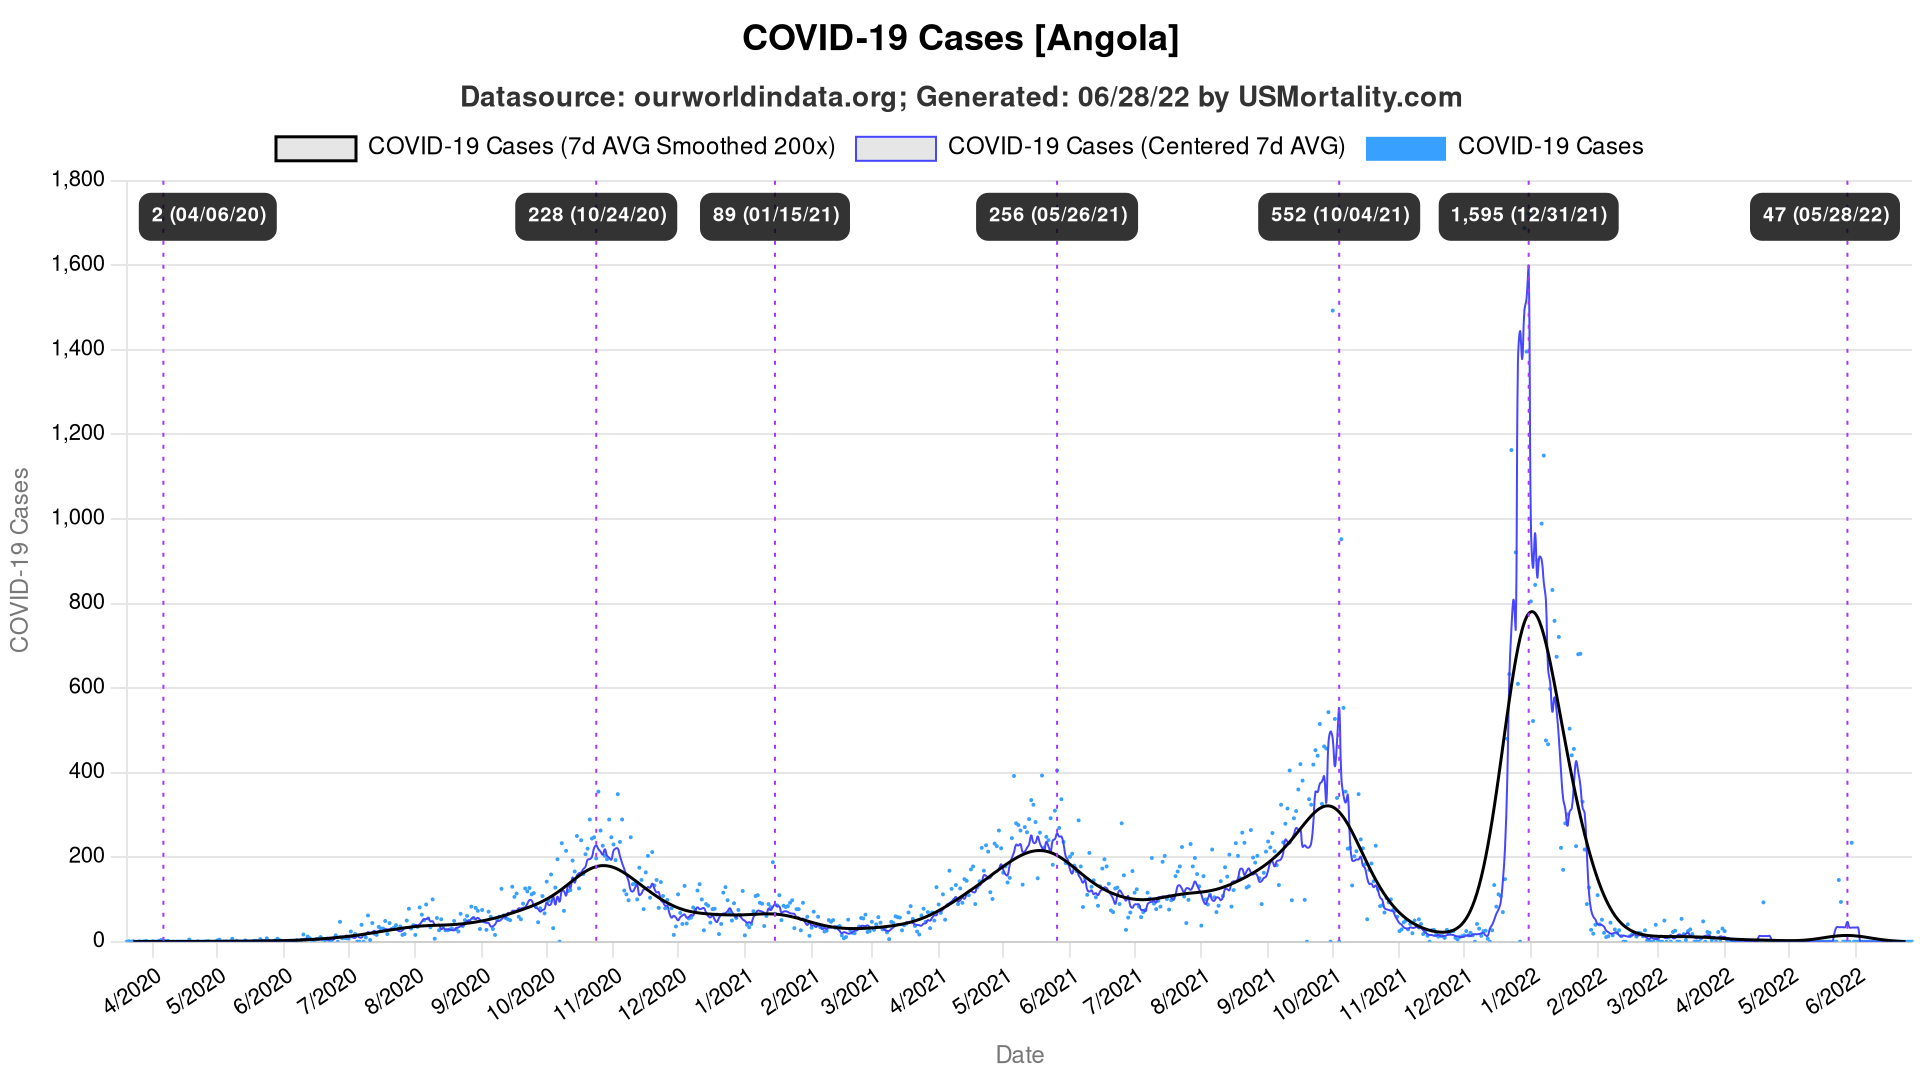 COVID-19 Cases [Angola]
Datasource: ourworldindata.org; Generated: 06/28/22 by USMortality.com
COVID-19 Cases (7d AVG Smoothed 200x) COVID-19 Cases (Centered 7d AVG) COVID-19 Cases
1,800
2 (04/06/20) 228 (10/24/20) 89 (01/15/21) 256 (05/26/21) 552 (10/04/21) 1,595 (12/31/21) 47 (05/28/22)
1,600
1,400
1,200
1,000
800
600
400
200
0
COVID-19 Cases
4/2020 5/2020 6/2020 7/2020 8/2020 9/2020 10/2020 11/2020 12/2020 1/2021 2/2021 3/2021 4/2021 5/2021 6/2021 7/2021 8/2021 9/2021 10/2021 11/2021 12/2021 1/2022 2/2022 3/2022 4/2022 5/2022 6/2022
Date